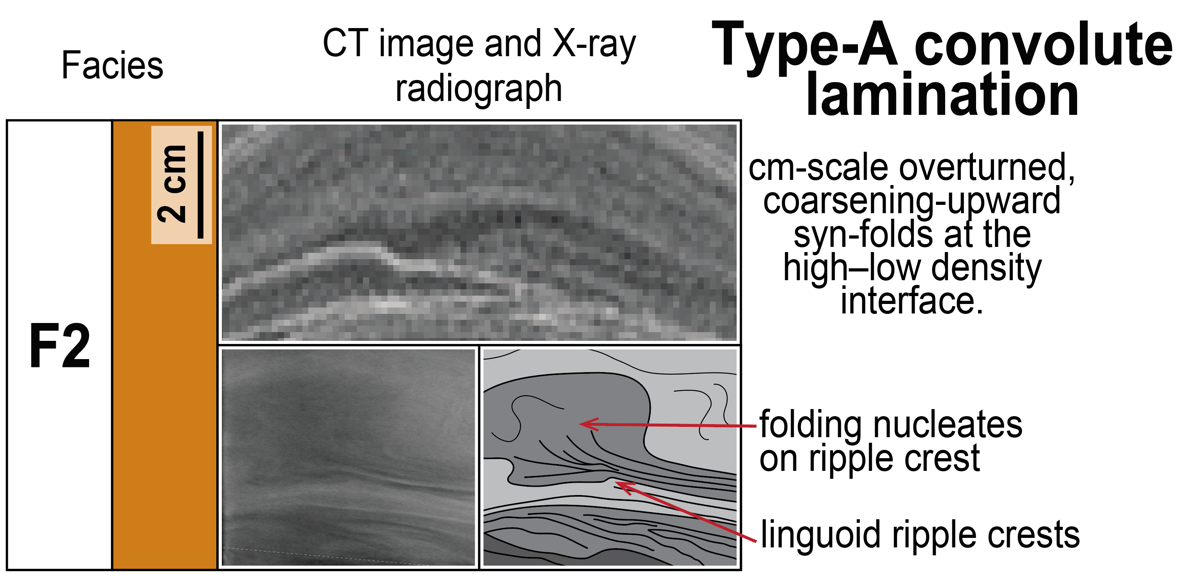 Facies
CT image and X-ray
radiograph
Type-A convolute
lamination
2 cm
F2
cm-scale overturned,
coarsening-upward
syn-folds at the
high–low density
interface.
folding nucleates
on ripple crest
linguoid ripple crests